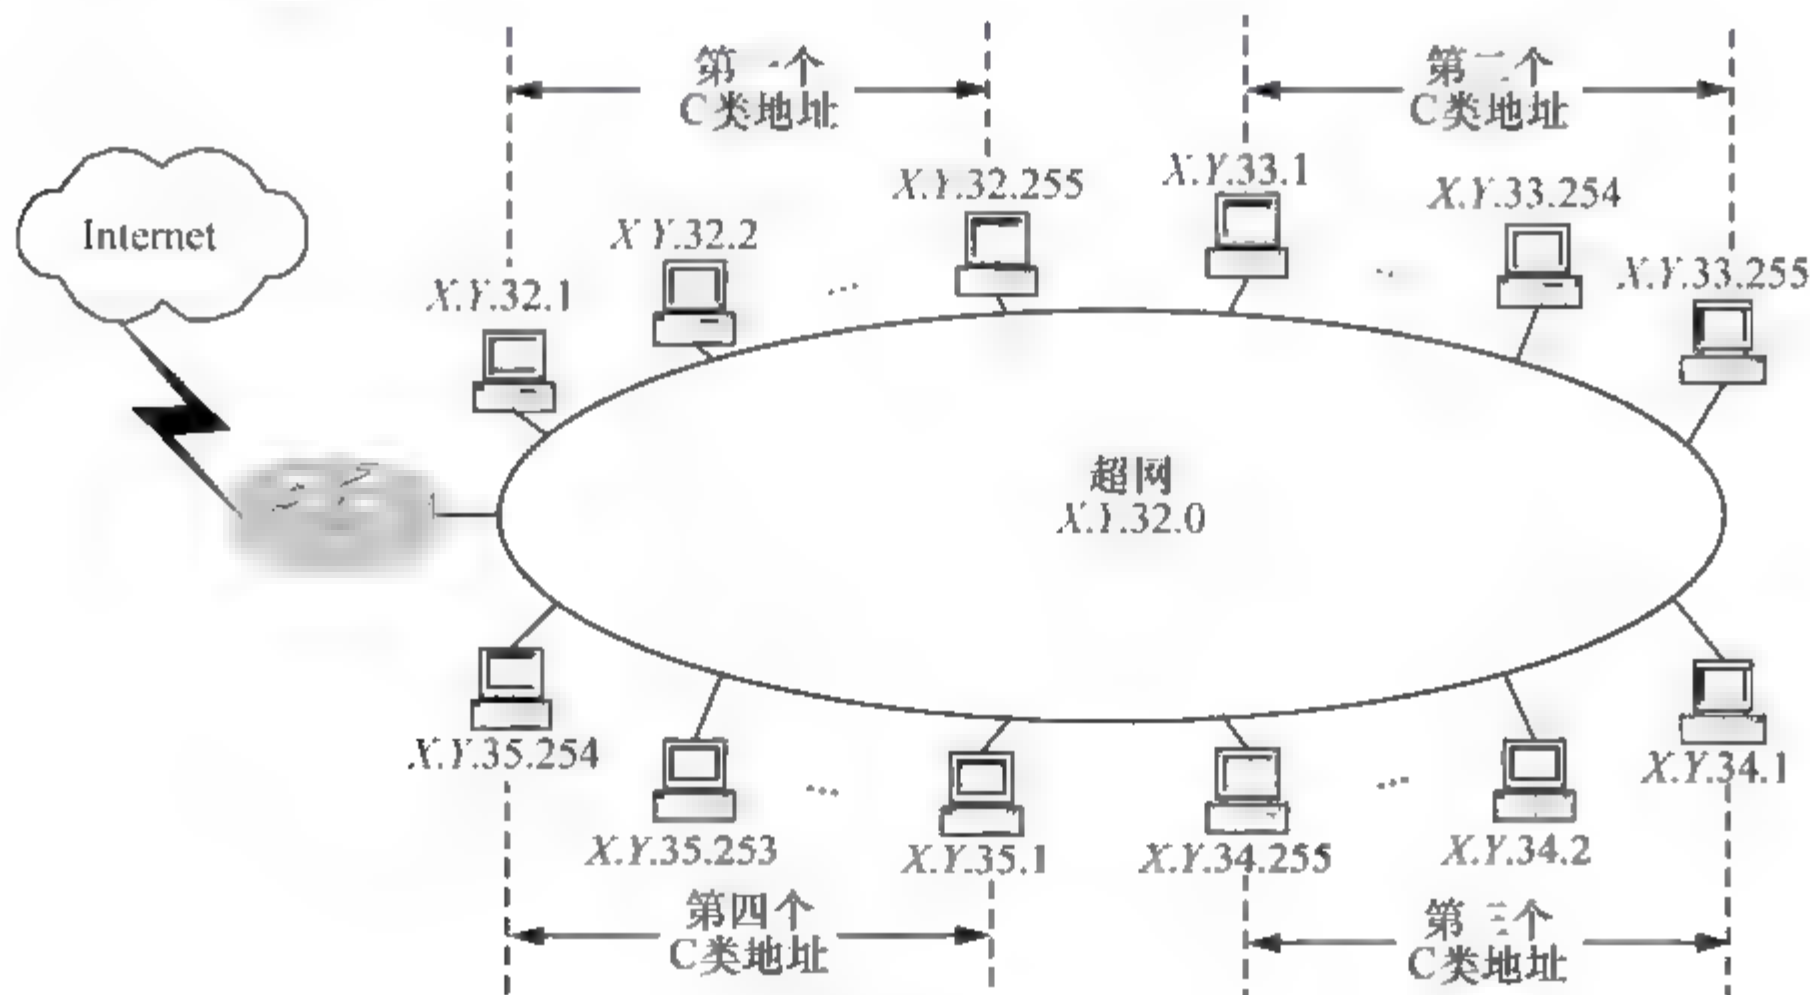 第一个
C类地址
第二个
C类地址
X.Y.32.255
X.Y.33.1
X.Y.33.254
X Y.32.2
Internet
X.Y.32.1
X.Y.33.255
…
…
超网
X.Y.32.0
X.Y.35.254
X.Y.34.1
…
…
X.Y.35.253
X.Y.35.1
X.Y.34.255
X.Y.34.2
第四个
C类地址
第三个
C类地址